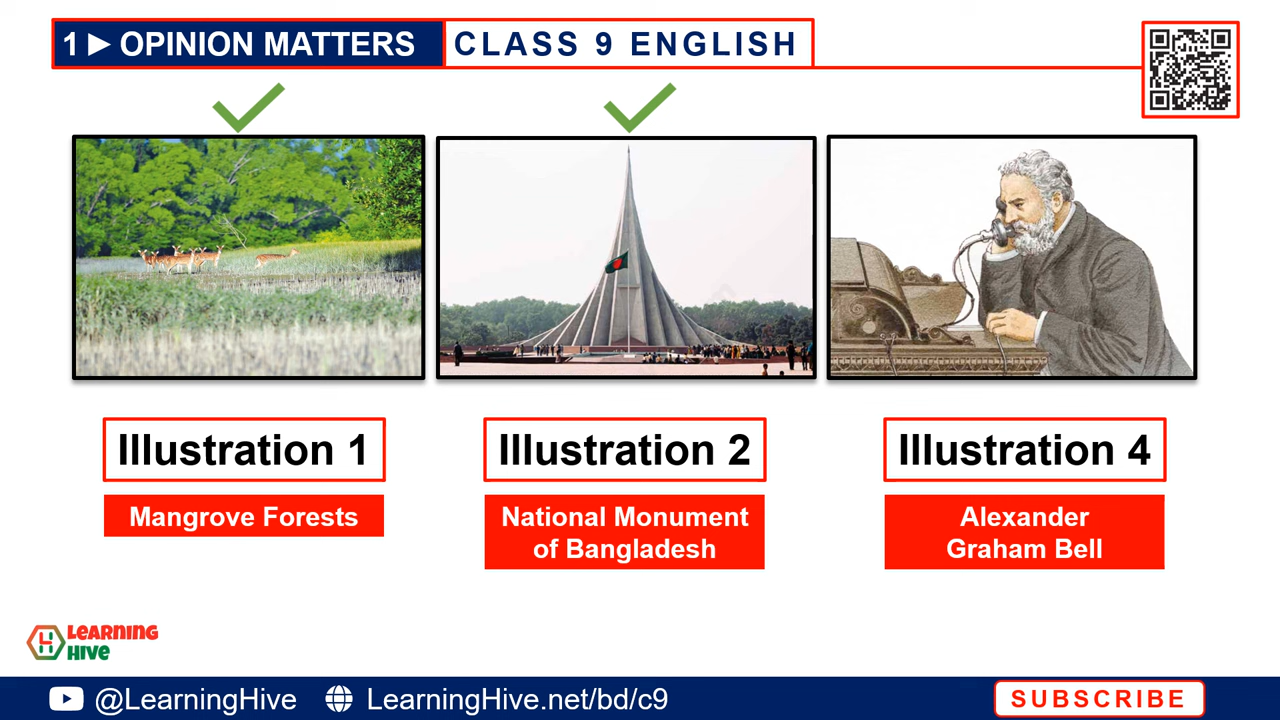 1 ► OPINION MATTERS
CLASS 9 ENGLISH
Illustration 1
Illustration 2
Illustration 4
Mangrove Forests
National Monument
of Bangladesh
Alexander
Graham Bell
LEARNING
HIVE
@LearningHive
LearningHive.net/bd/c9
SUBSCRIBE